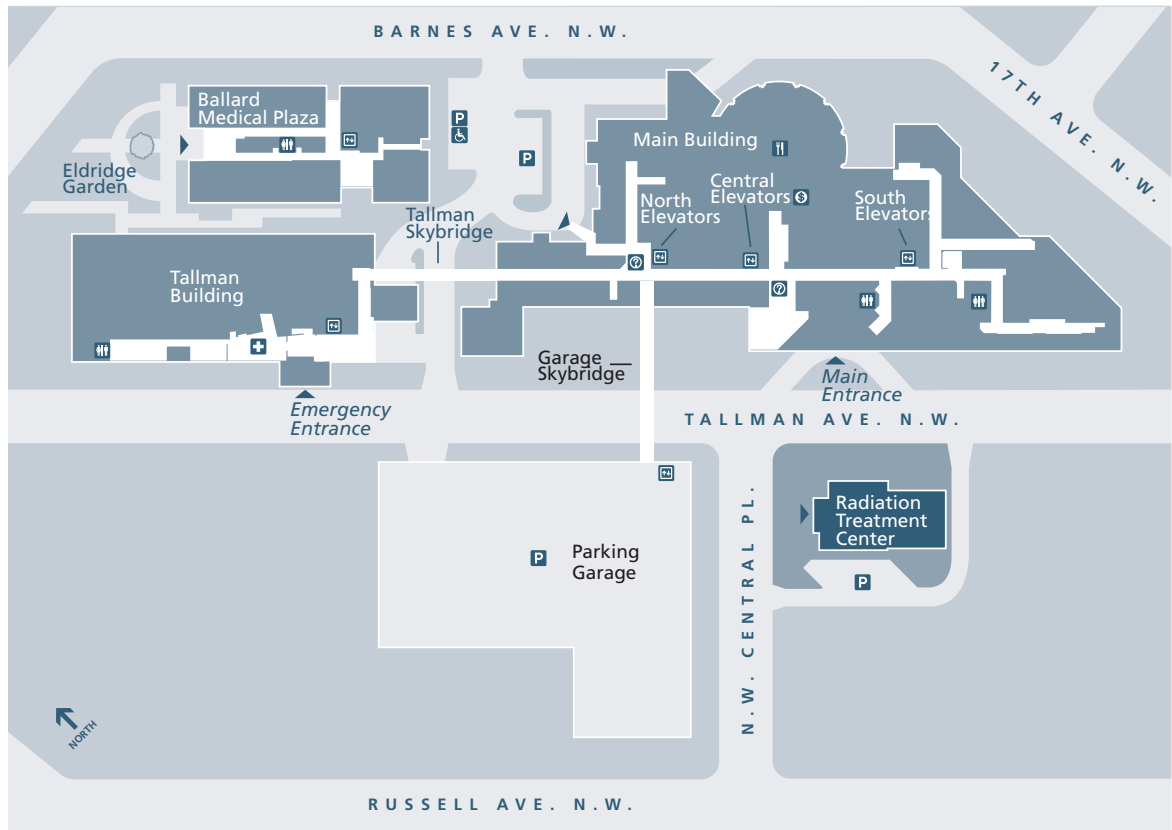 BARNES AVE. N.W.
17TH AVE. N.W.
Ballard
Medical Plaza
P
P
Main Building
Eldridge
Garden
Tallman
Skybridge
North
Elevators
Central
Elevators
$
South
Elevators
Tallman
Building
?
?
Garage
Skybridge
Main
Entrance
Emergency
Entrance
TALLMAN AVE. N.W.
Radiation
Treatment
Center
P
Parking
Garage
P
N.W. CENTRAL PL.
NORTH
RUSSELL AVE. N.W.